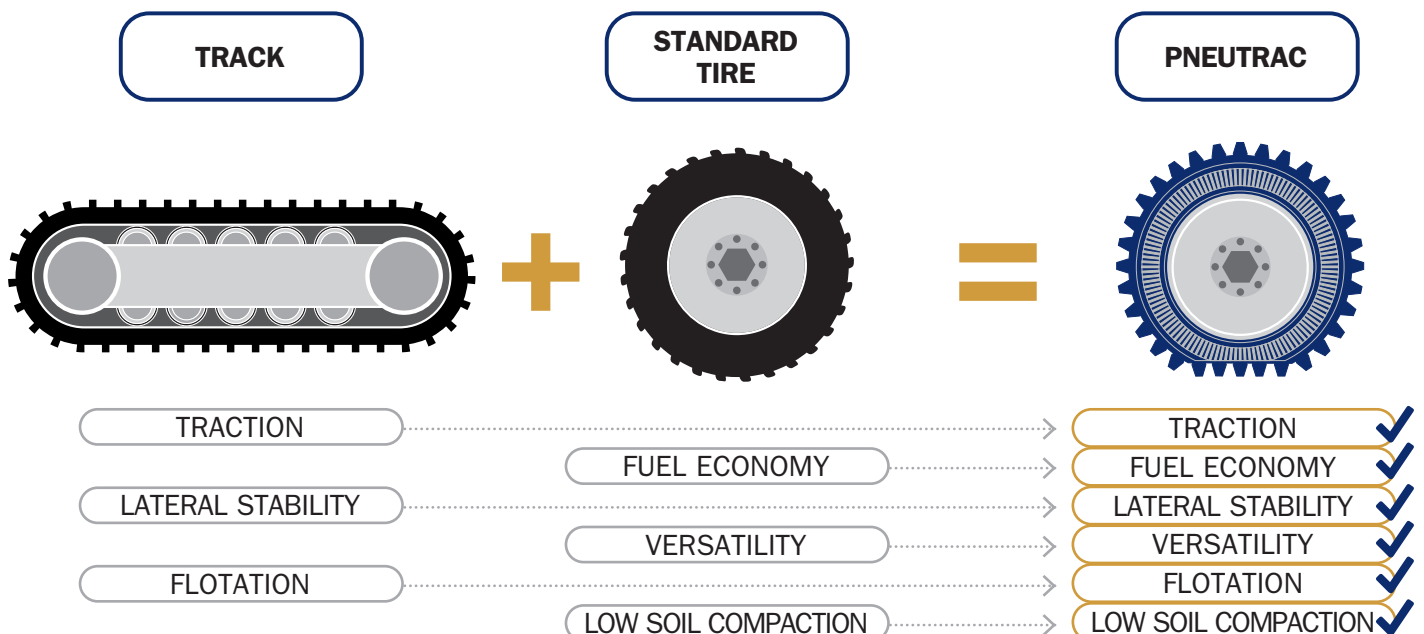 TRACK
STANDARD
TIRE
PNEUTRAC
TRACTION
TRACTION
FUEL ECONOMY
FUEL ECONOMY
LATERAL STABILITY
LATERAL STABILITY
VERSATILITY
VERSATILITY
FLOTATION
FLOTATION
LOW SOIL COMPACTION
LOW SOIL COMPACTION